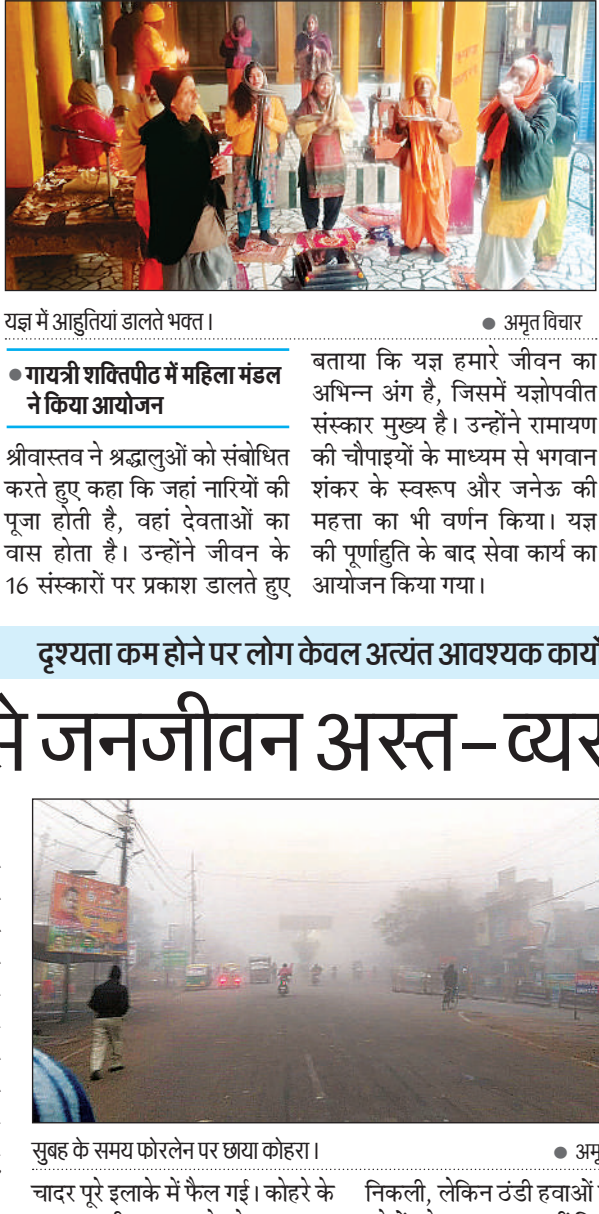 यज्ञ में आहुतियां डालते भक्त।
● अमृत विचार
● गायत्री शक्तिपीठ में महिला मंडल
ने किया आयोजन
श्रीवास्तव ने श्रद्धालुओं को संबोधित
करते हुए कहा कि जहां नारियों की
पूजा होती है, वहां देवताओं का
वास होता है। उन्होंने जीवन के
16 संस्कारों पर प्रकाश डालते हुए
बताया कि यज्ञ हमारे जीवन का
अभिन्न अंग है, जिसमें यज्ञोपवीत
संस्कार मुख्य है। उन्होंने रामायण
की चौपाइयों के माध्यम से भगवान
शंकर के स्वरूप और जनेऊ की
महत्ता का भी वर्णन किया। यज्ञ
की पूर्णाहुति के बाद सेवा कार्य का
आयोजन किया गया।
दृश्यता कम होने पर लोग केवल अत्यंत आवश्यक
से जनजीवन अस्त-व्यस
सुबह के समय फोरलेन पर छाया कोहरा।
चादर पूरे इलाके में फैल गई। कोहरे के
निकली, लेकिन ठंडी हवाओं